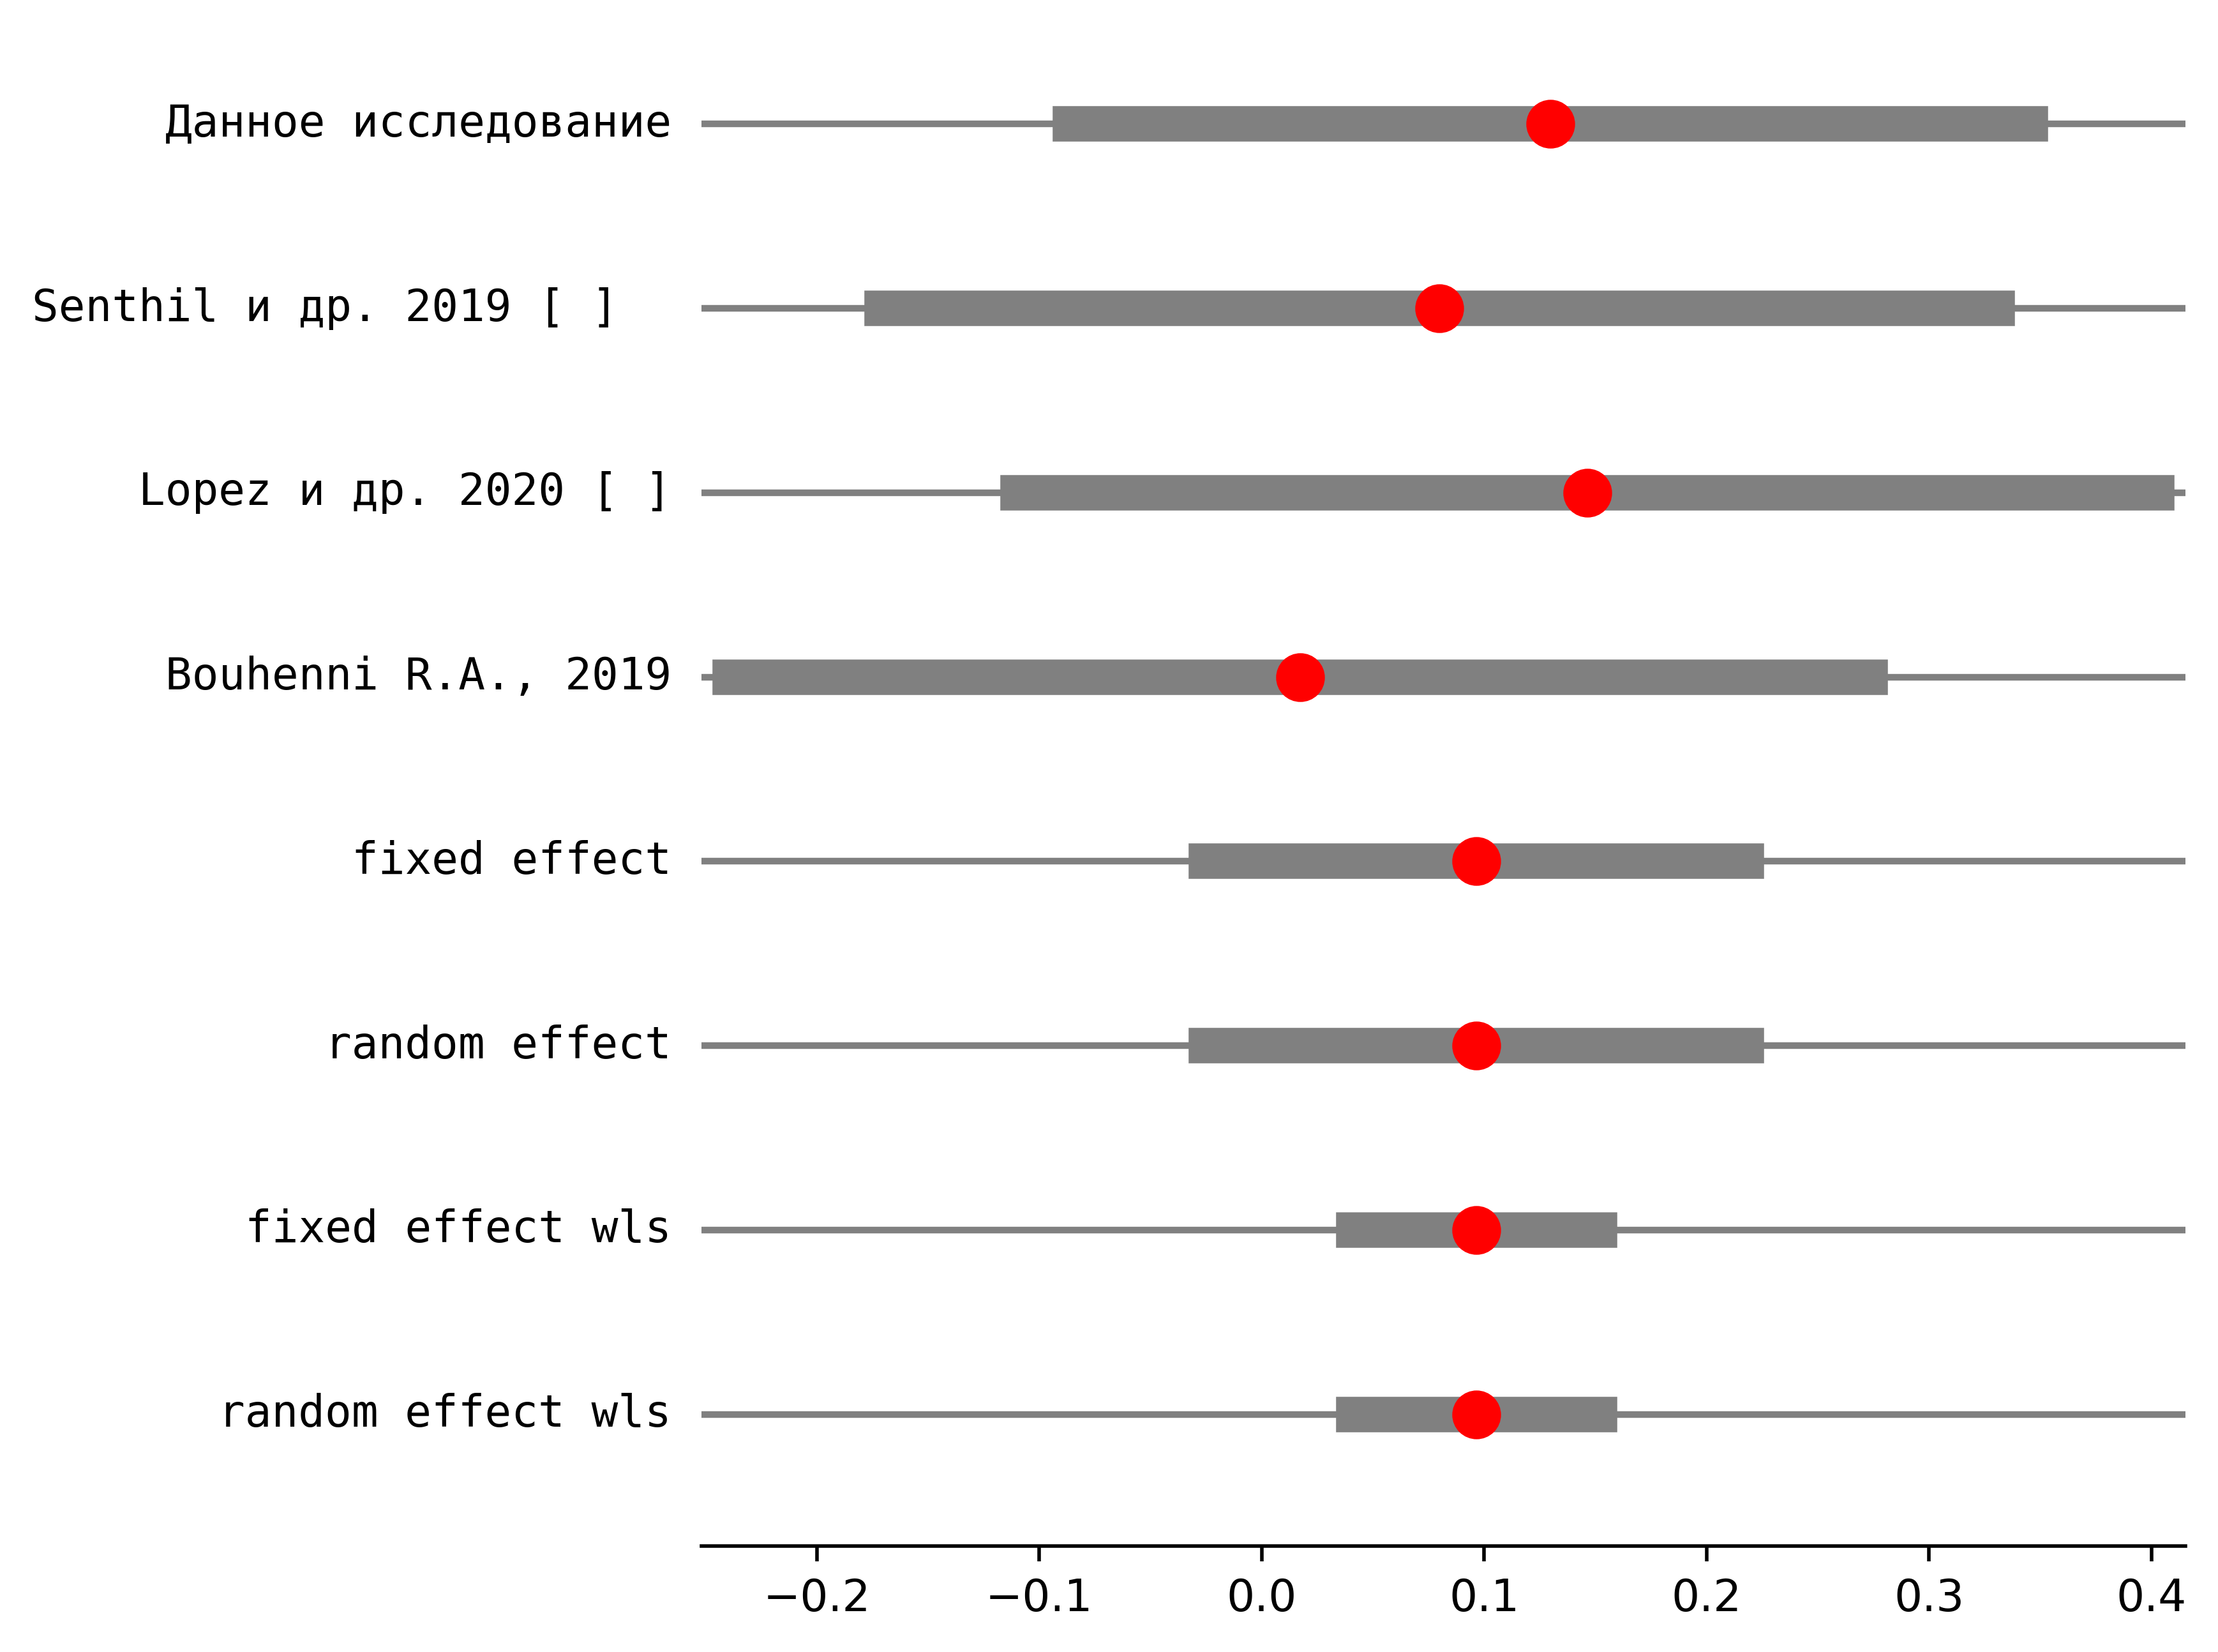 Данное исследование
Senthil и др. 2019 [ ]
Lopez и др. 2020 [ ]
Bouhenni R.A., 2019
fixed effect
random effect
fixed effect wls
random effect wls
−0.2 −0.1 0.0 0.1 0.2 0.3 0.4